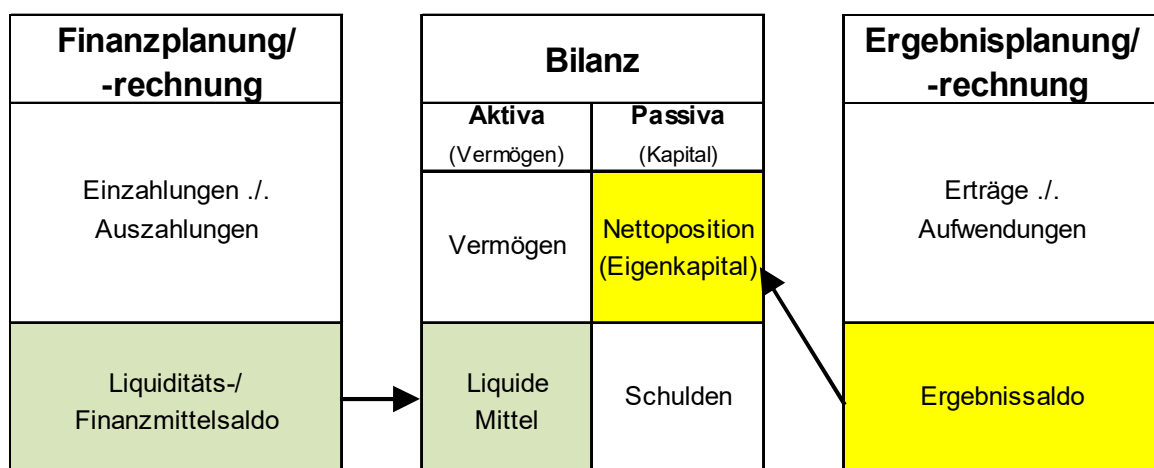 Finanzplanung/
-rechnung
Einzahlungen ./.
Auszahlungen
Liquiditäts-/
Finanzmittelsaldo
Bilanz
Aktiva
(Vermögen)
Passiva
(Kapital)
Vermögen
Nettoposition
(Eigenkapital)
Liquide
Mittel
Schulden
Ergebnisplanung/
-rechnung
Erträge ./.
Aufwendungen
Ergebnissaldo